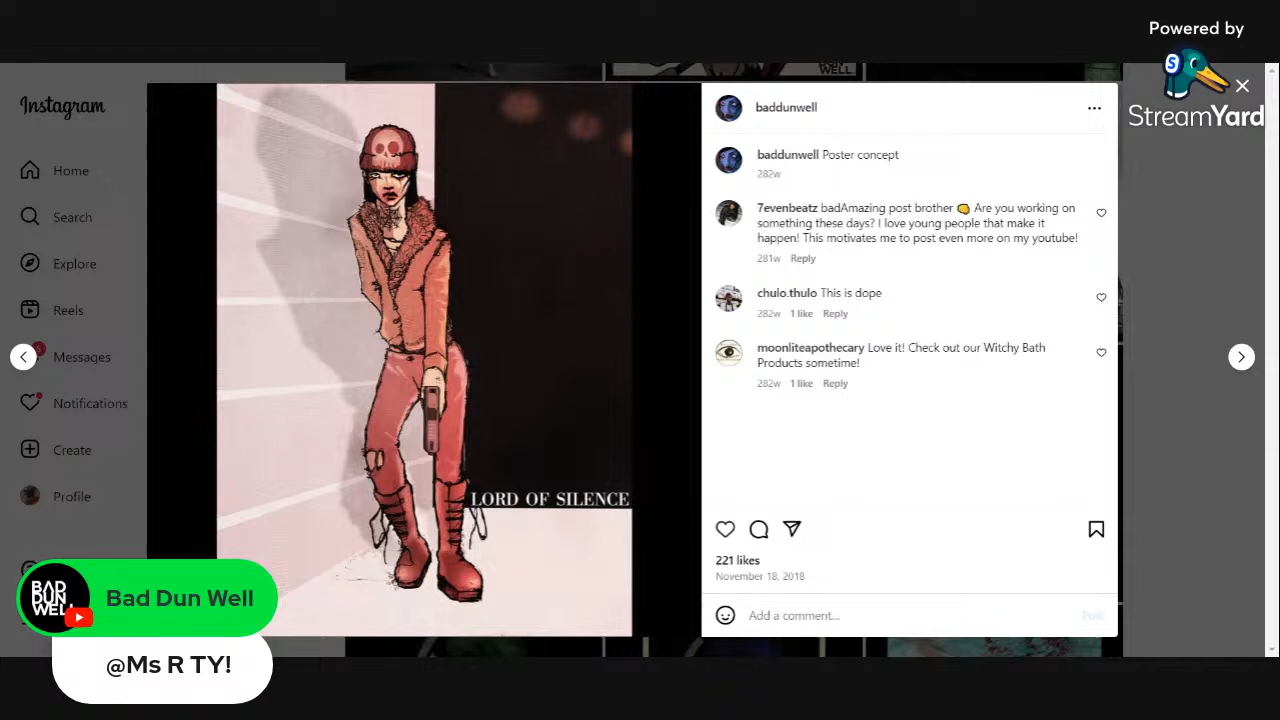 Powered by
StreamYard
Instagram
Home
Search
Explore
Reels
Messages
Notifications
Create
Profile
LORD OF SILENCE
baddunwell
baddunwell Poster concept
282w
7evenbeatz badAmazing post brother 👊 Are you working on
something these days? I love young people that make it
happen! This motivates me to post even more on my youtube!
281w Reply
chulo.thulo This is dope
282w 1 like Reply
moonliteapothecary Love it! Check out our Witchy Bath
Products sometime!
282w 1 like Reply
221 likes
November 18, 2018
Add a comment...
Post
BAD DUN WELL
Bad Dun Well
@Ms R TY!
WELL